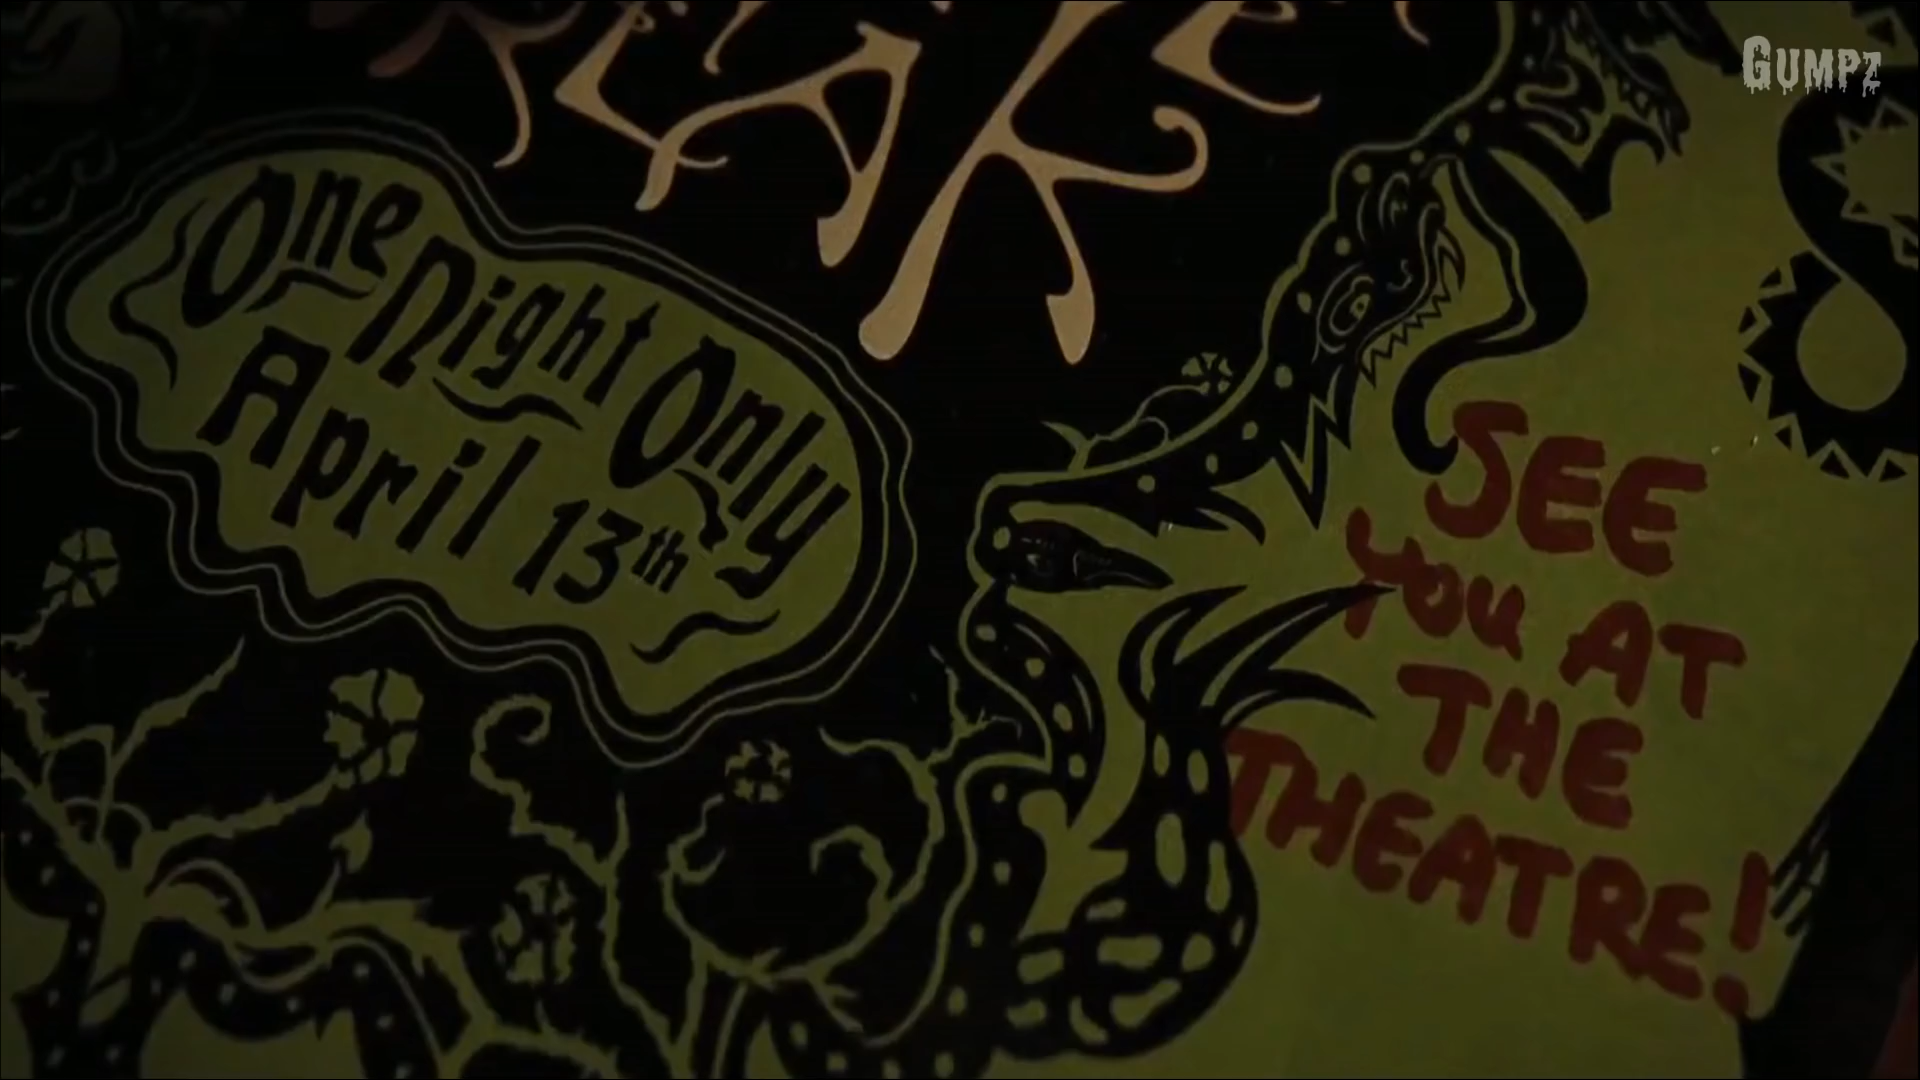 GUMPZ
One Night Only
April 13th
SEE
YOU AT
THE
THEATRE!